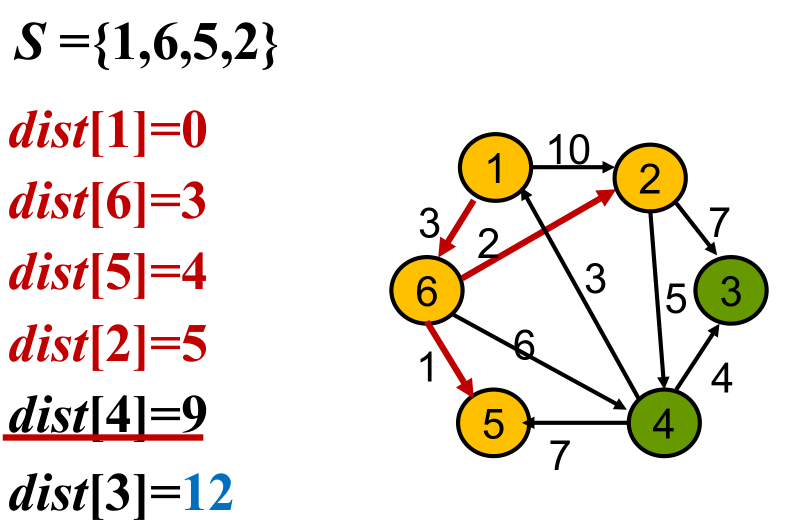 S ={1,6,5,2}
dist[1]=0
dist[6]=3
dist[5]=4
dist[2]=5
dist[4]=9
dist[3]=12
10
1
2
3
2
7
6
3
5
3
6
1
4
5
4
7